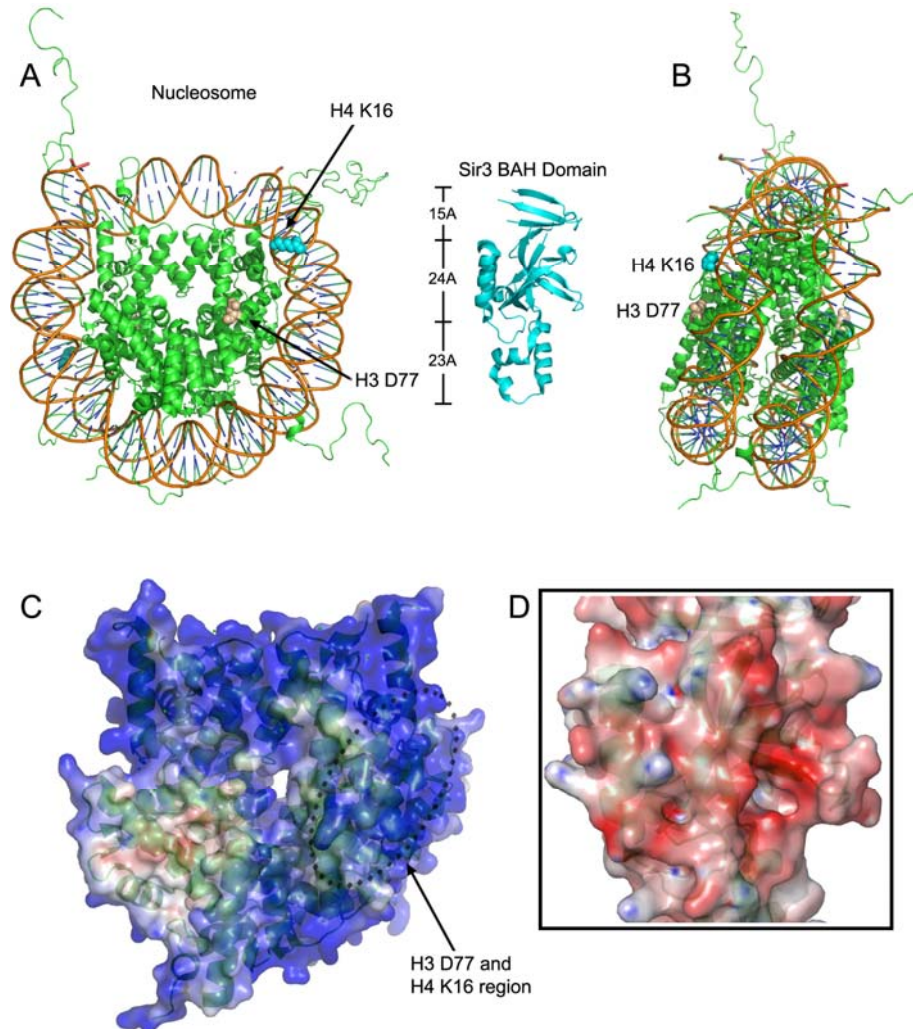 A
Nucleosome
H4 K16
H3 D77
Sir3 BAH Domain
15A
24A
23A
B
H4 K16
H3 D77
C
H3 D77 and
H4 K16 region
D